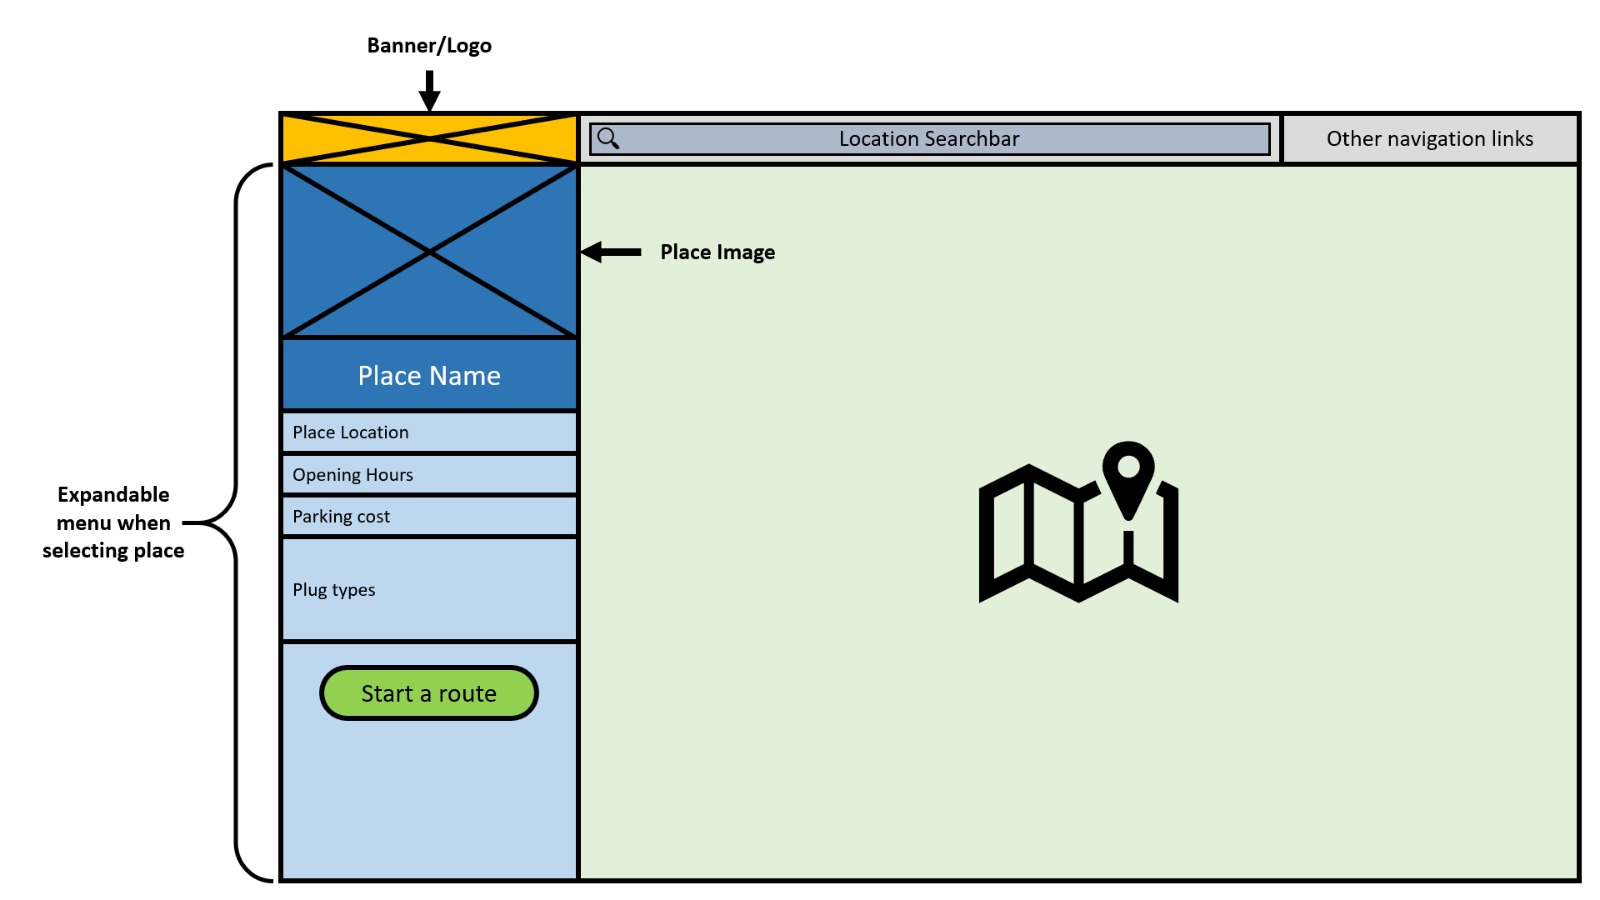 Banner/Logo
Location Searchbar
Other navigation links
Place Image
Place Name
Place Location
Opening Hours
Parking cost
Expandable
menu when
selecting place
Plug types
Start a route